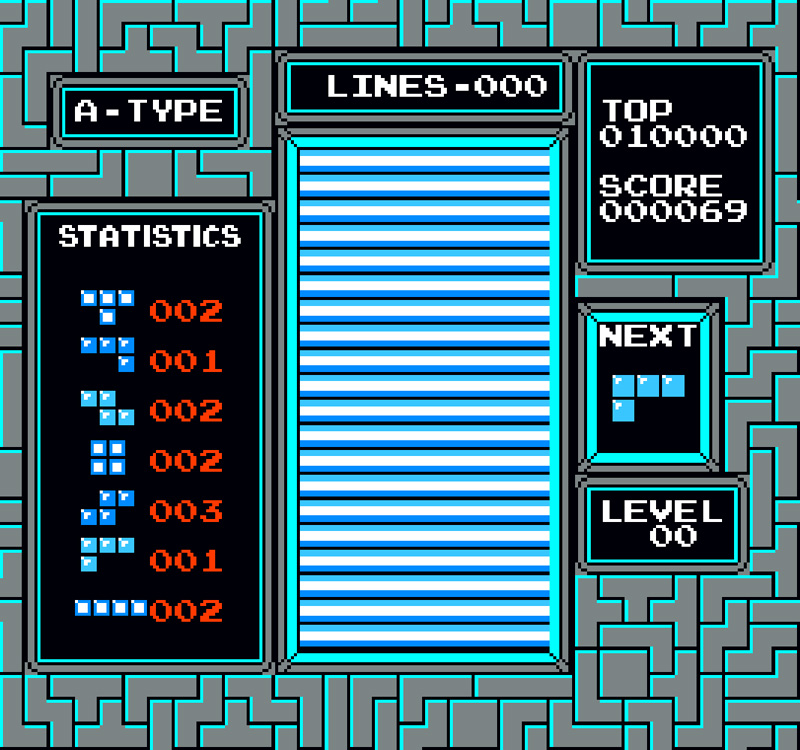 LINES-000
A-TYPE
TOP
010000
SCORE
000069
STATISTICS
002
001
002
002
003
001
002
NEXT
LEVEL
00